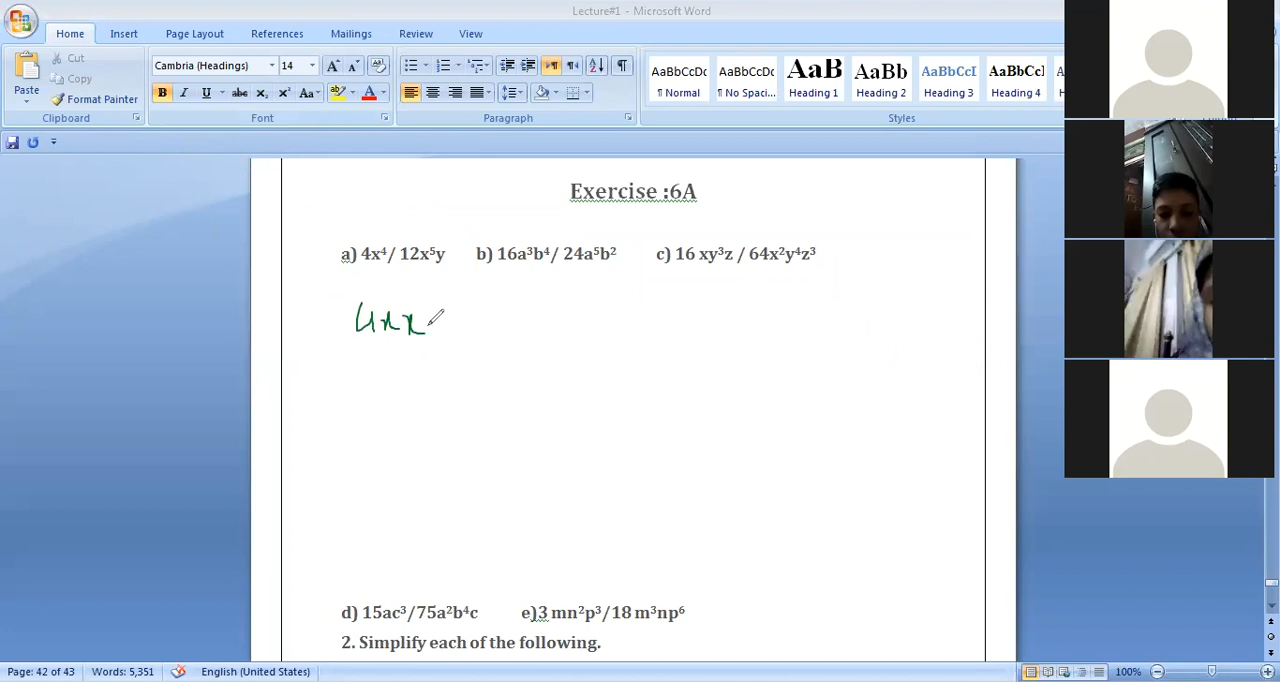 Lecture#1 - Microsoft Word
Home Insert Page Layout References Mailings Review View
Paste
Cut
Copy
Format Painter
Clipboard
Cambria (Headings) 14
Font
Paragraph
AaBbCcDc AaBbCcDc AaB AaBb AaBbCcI AaBbCcI
¶ Normal ¶ No Spaci... Heading 1 Heading 2 Heading 3 Heading 4
Styles
Exercise :6A
a) 4x⁴/ 12x⁵y b) 16a³b⁴/ 24a⁵b² c) 16 xy³z / 64x²y⁴z³
4xx
d) 15ac³/75a²b⁴c e)3 mn²p³/18 m³np⁶
2. Simplify each of the following.
Page: 42 of 43 Words: 5,351 English (United States) 100%